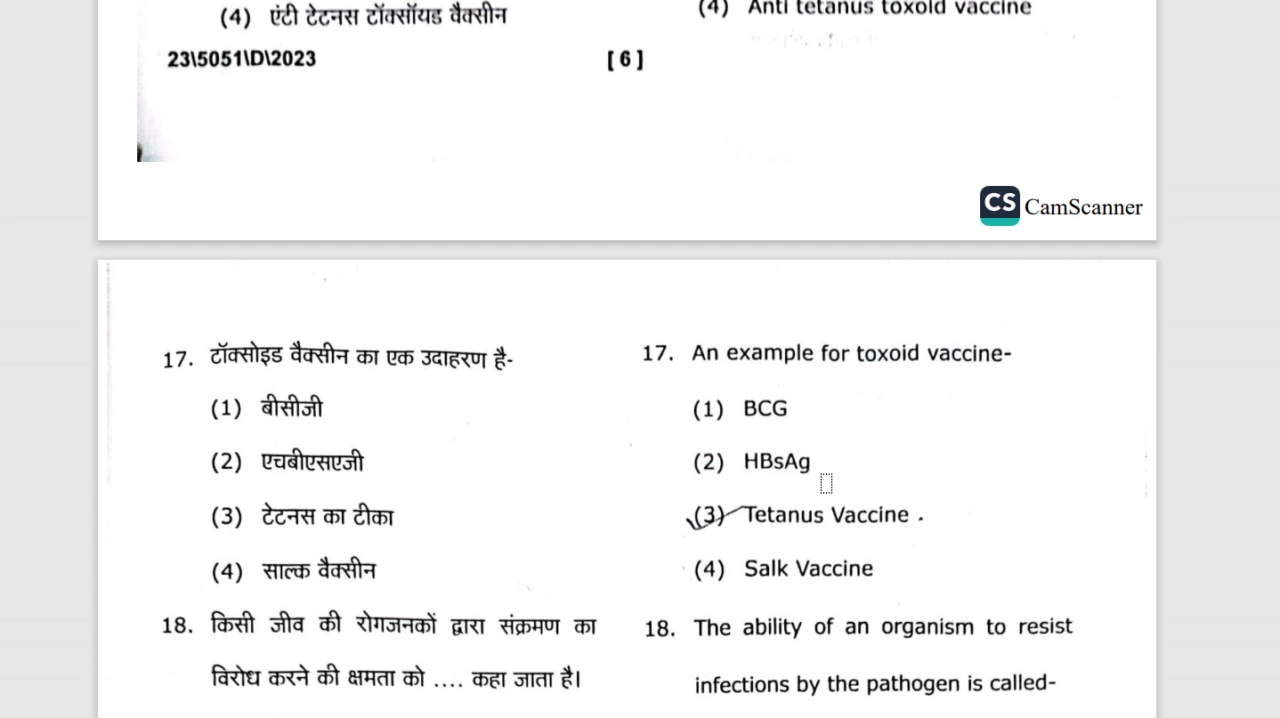 (4) एंटी टेटनस टॉक्सॉयड वैक्सीन
(4) Anti tetanus toxoid vaccine
23\5051\D\2023
[ 6 ]
CS CamScanner
17. टॉक्सोइड वैक्सीन का एक उदाहरण है-
(1) बीसीजी
(2) एचबीएसएजी
(3) टेटनस का टीका
(4) साल्क वैक्सीन
18. किसी जीव की रोगजनकों द्वारा संक्रमण का
विरोध करने की क्षमता को .... कहा जाता है।
17. An example for toxoid vaccine-
(1) BCG
(2) HBsAg
(3) Tetanus Vaccine .
(4) Salk Vaccine
18. The ability of an organism to resist
infections by the pathogen is called-